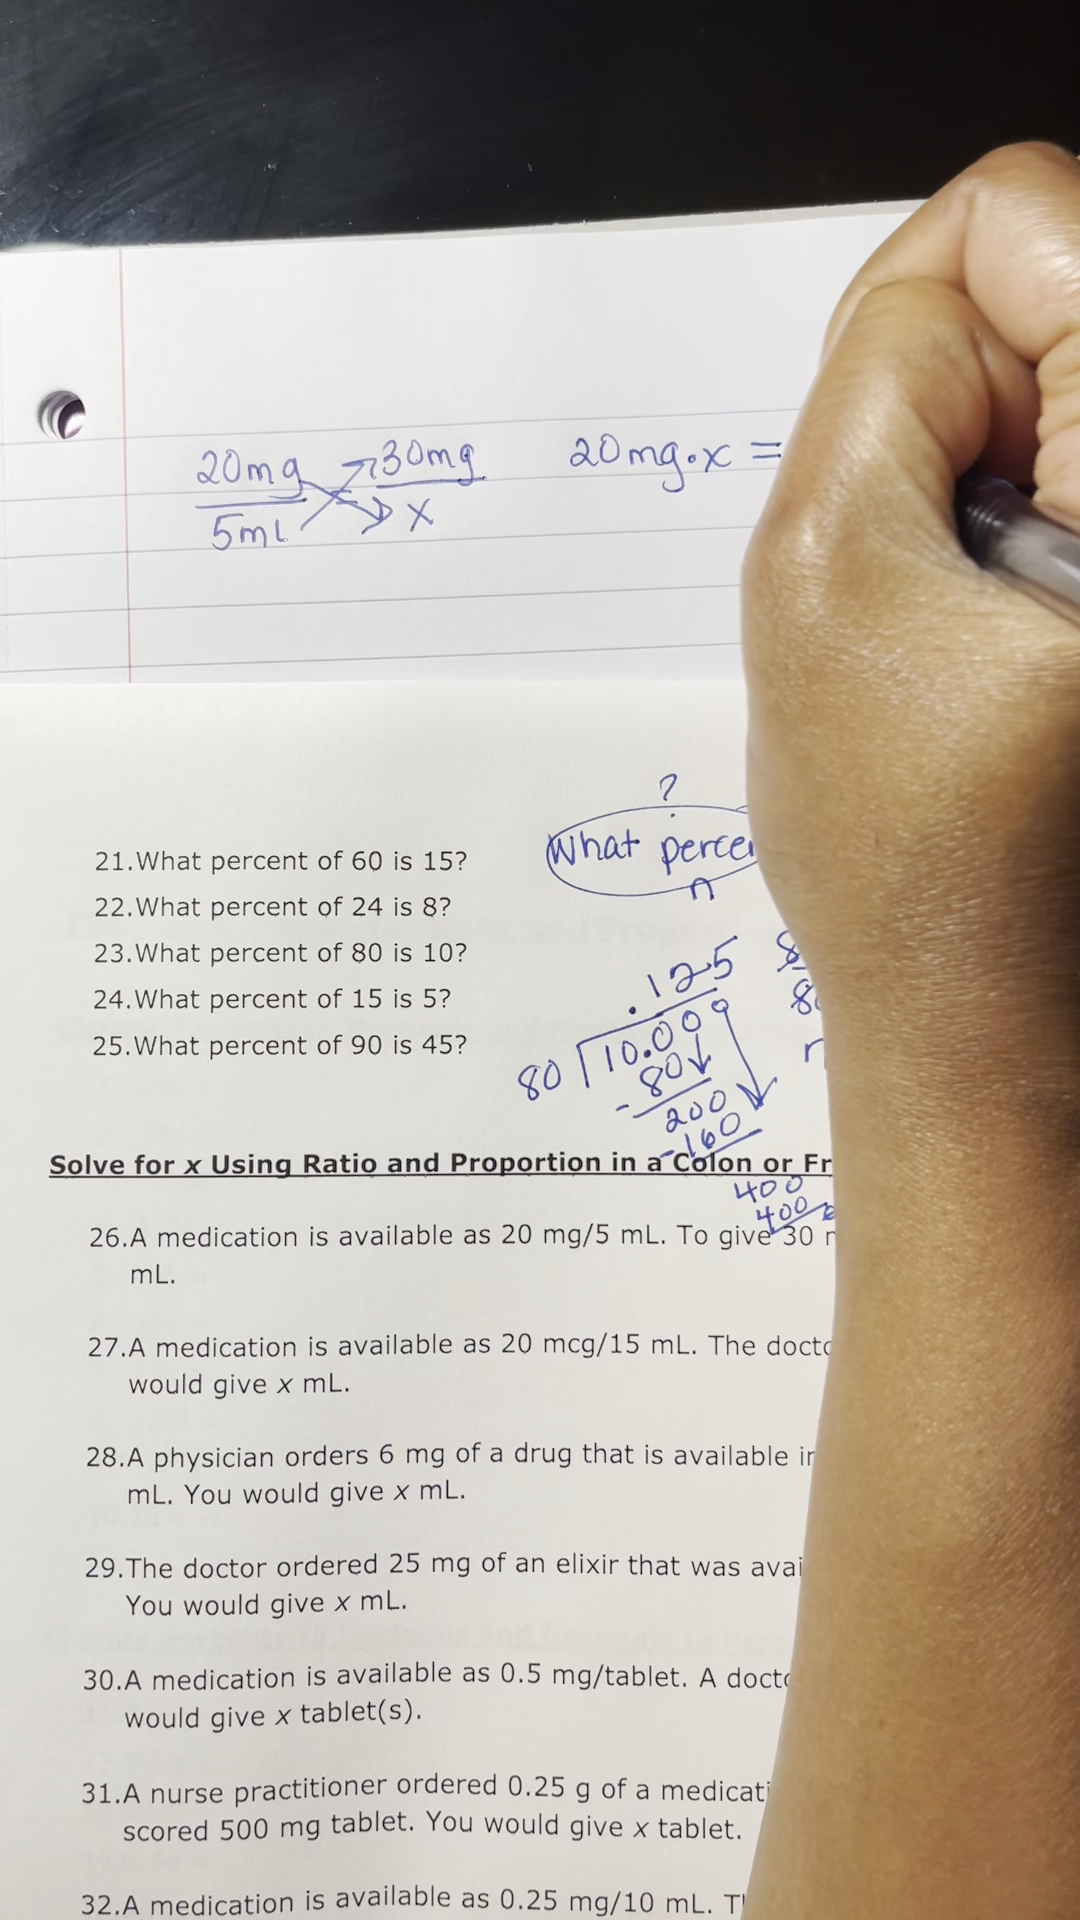 20mg 30mg 20mg•x =
5mL x
?
What
n
21.What percent of 60 is 15?
22.What percent of 24 is 8?
23.What percent of 80 is 10?
24.What percent of 15 is 5?
25.What percent of 90 is 45?
.125
80 10.000
-80
200
-160
400
400
Solve for x Using Ratio and Proportion in a Colon or
26.A medication is available as 20 mg/5 mL. To give 30
mL.
27.A medication is available as 20 mcg/15 mL. The
would give x mL.
28.A physician orders 6 mg of a drug that is available
mL. You would give x mL.
29.The doctor ordered 25 mg of an elixir that was
You would give x mL.
30.A medication is available as 0.5 mg/tablet. A
would give x tablet(s).
31.A nurse practitioner ordered 0.25 g of a
scored 500 mg tablet. You would give x tablet.
32.A medication is available as 0.25 mg/10 mL.